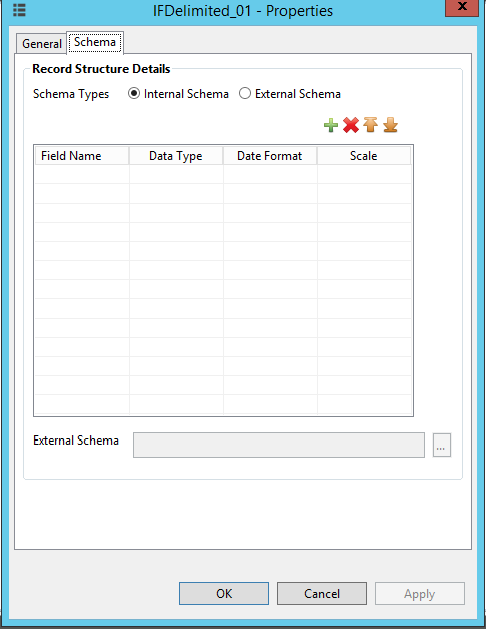 IFDelimited_01 - Properties
x
General
Schema
Record Structure Details
Schema Types Internal Schema External Schema
Field Name Data Type Date Format Scale
External Schema ...
OK Cancel Apply